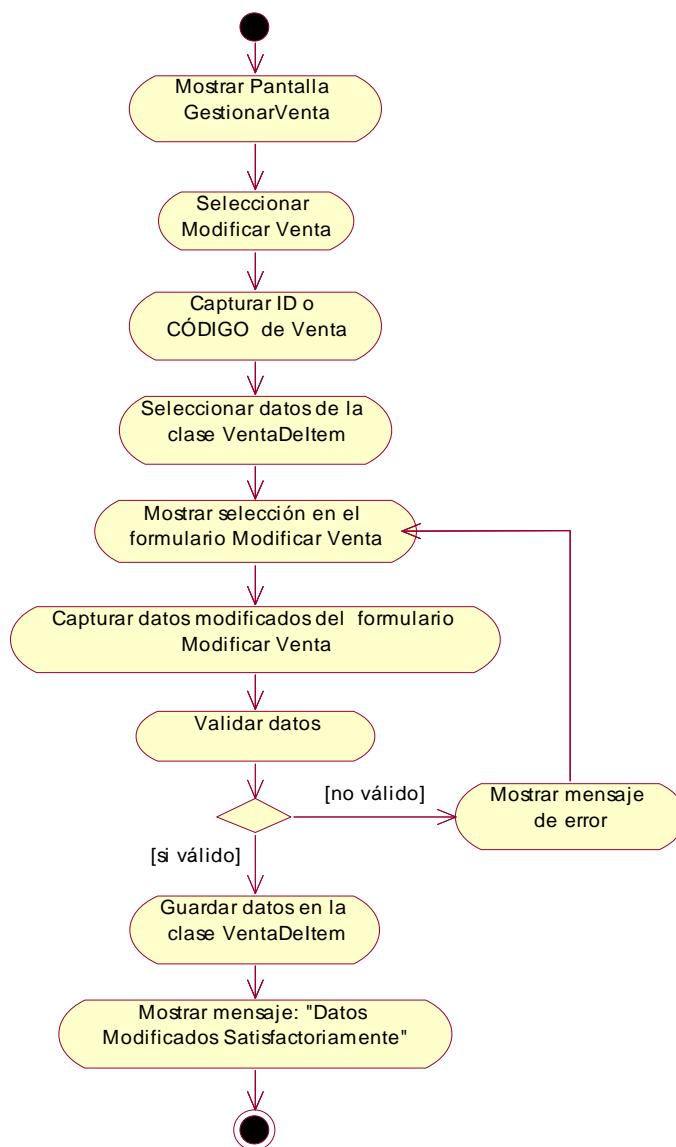 Mostrar Pantalla
GestionarVenta
Seleccionar
Modificar Venta
Capturar ID o
CÓDIGO de Venta
Seleccionar datos de la
clase VentaDeItem
Mostrar selección en el
formulario Modificar Venta
Capturar datos modificados del formulario
Modificar Venta
Validar datos
[no válido]
Mostrar mensaje
de error
[si válido]
Guardar datos en la
clase VentaDeItem
Mostrar mensaje: "Datos
Modificados Satisfactoriamente"